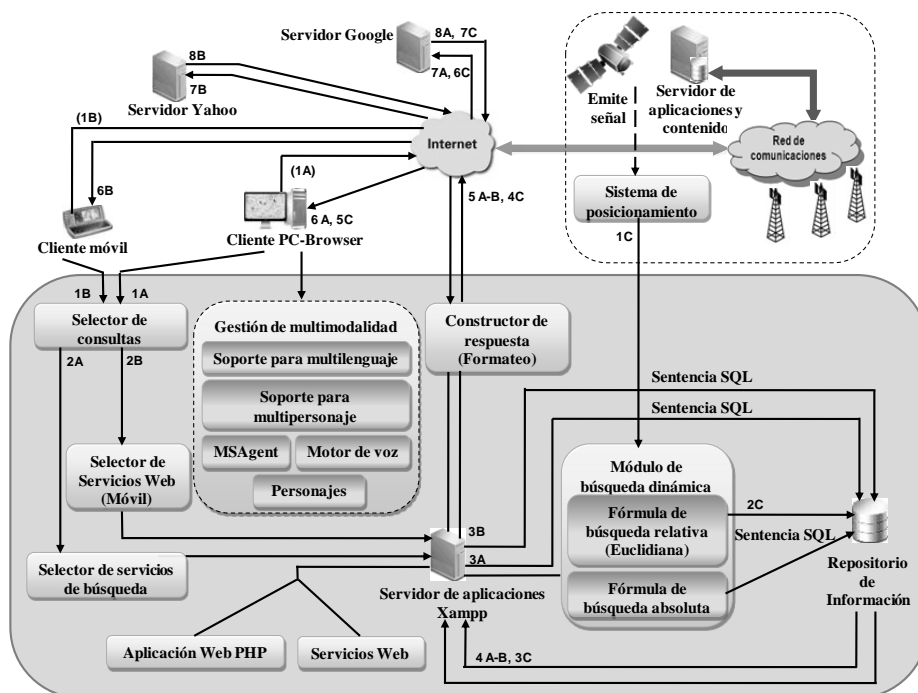 Servidor Google
8A, 7C
7A, 6C
8B
7B
Servidor Yahoo
Emite
señal
Servidor de
aplicaciones y
contenido
(1B)
Internet
Red de
comunicaciones
(1A)
6B
6 A, 5C
5 A-B, 4C
Sistema de
posicionamiento
Cliente móvil
Cliente PC-Browser
1C
1B
1A
Selector de
consultas
Gestión de multimodalidad
Constructor de
respuesta
(Formateo)
2A
2B
Soporte para multilenguaje
Soporte para
multipersonaje
Sentencia SQL
Sentencia SQL
MSAgent
Motor de voz
Personajes
Selector de
Servicios Web
(Móvil)
Módulo de
búsqueda dinámica
Fórmula de
búsqueda relativa
(Euclidiana)
2C
Sentencia SQL
3B
3A
Selector de servicios
de búsqueda
Fórmula de
búsqueda absoluta
Repositorio
de
Información
Servidor de aplicaciones
Xampp
Aplicación Web PHP
Servicios Web
4 A-B, 3C